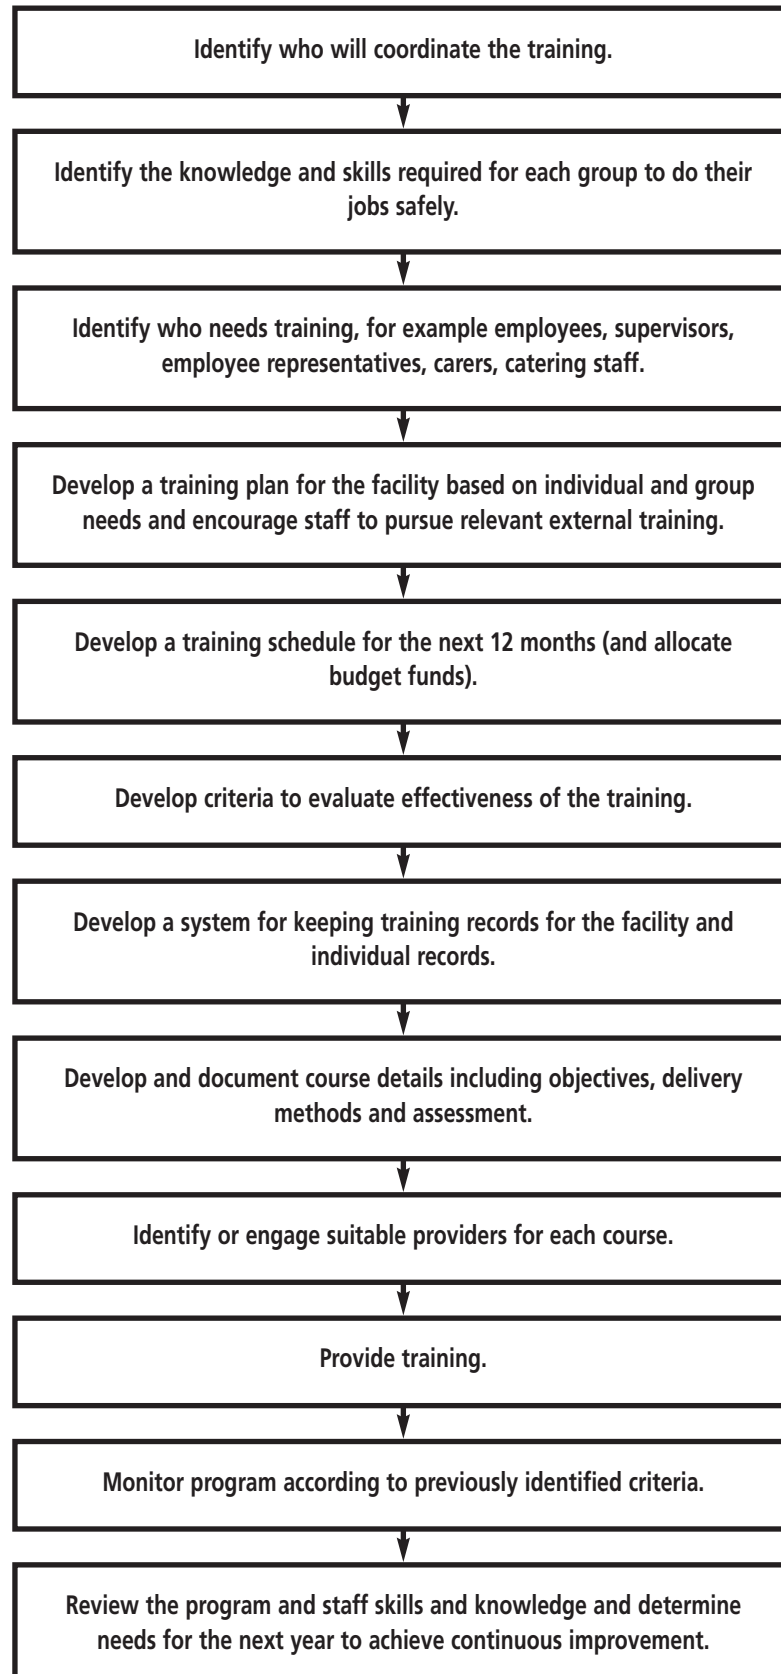 Identify who will coordinate the training.
Identify the knowledge and skills required for each group to do their
jobs safely.
Identify who needs training, for example employees, supervisors,
employee representatives, carers, catering staff.
Develop a training plan for the facility based on individual and group
needs and encourage staff to pursue relevant external training.
Develop a training schedule for the next 12 months (and allocate
budget funds).
Develop criteria to evaluate effectiveness of the training.
Develop a system for keeping training records for the facility and
individual records.
Develop and document course details including objectives, delivery
methods and assessment.
Identify or engage suitable providers for each course.
Provide training.
Monitor program according to previously identified criteria.
Review the program and staff skills and knowledge and determine
needs for the next year to achieve continuous improvement.